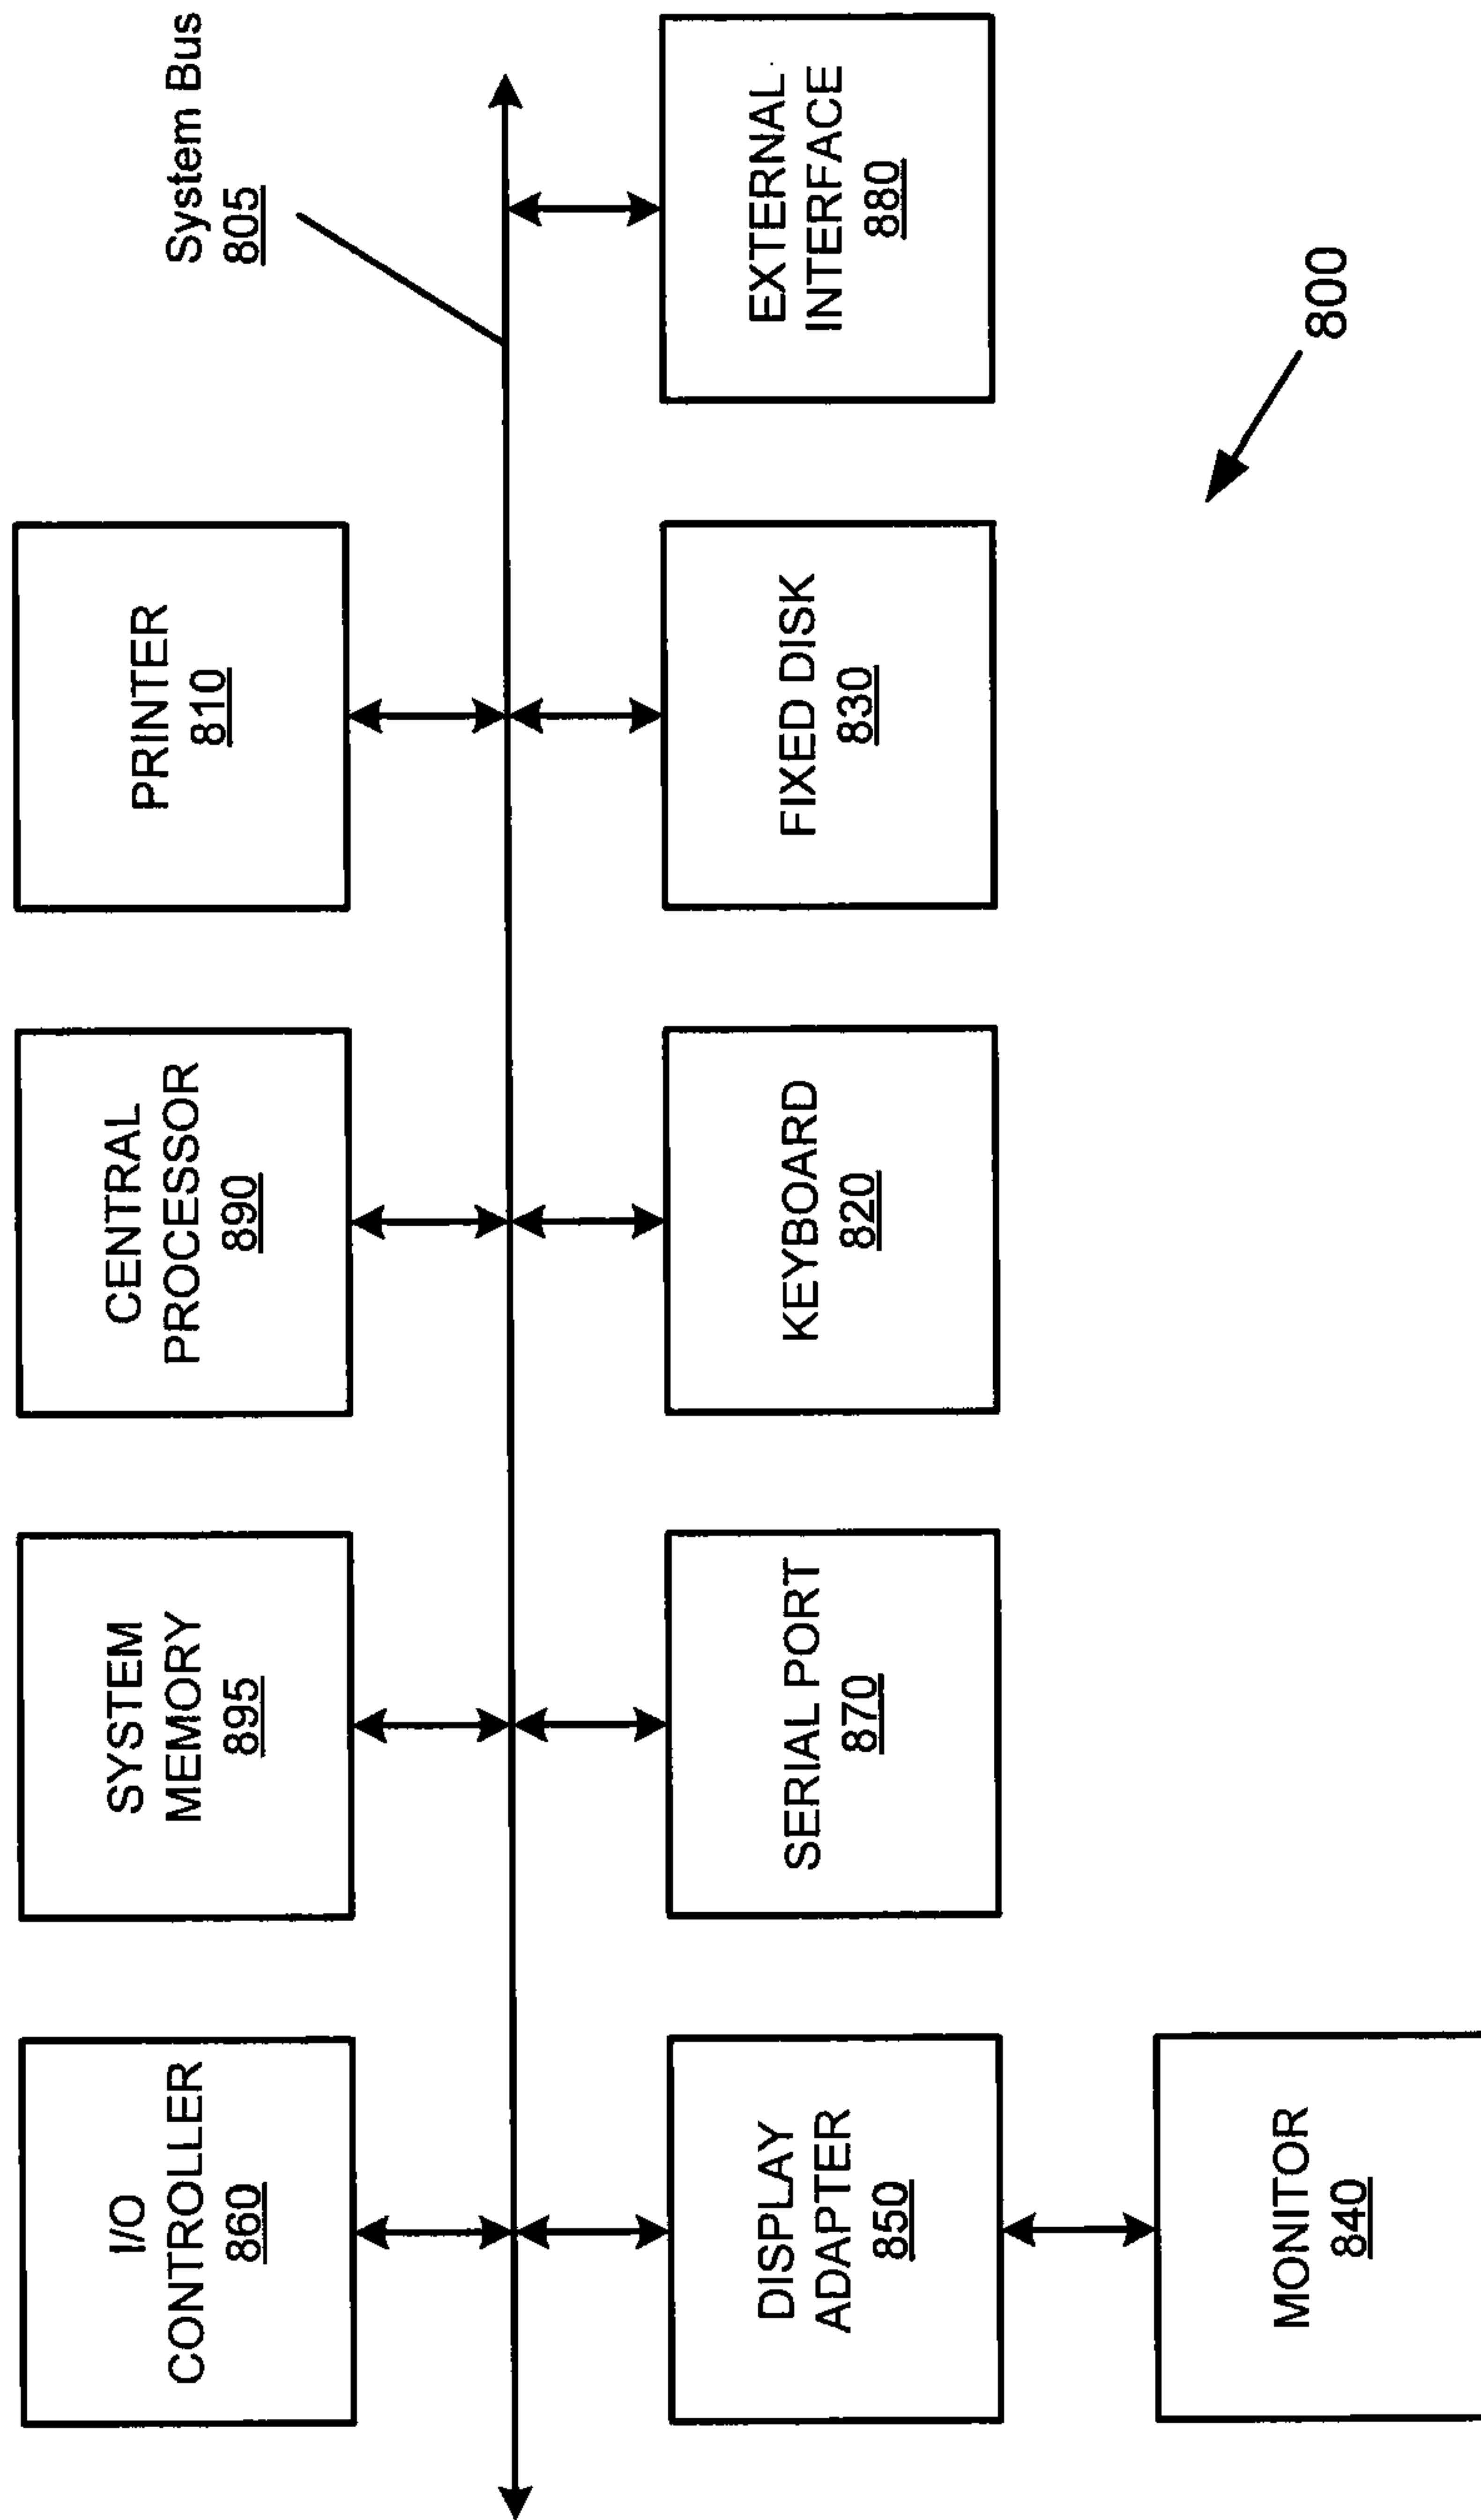 System Bus
805
I/O
CONTROLLER
860
SYSTEM
MEMORY
895
CENTRAL
PROCESSOR
890
PRINTER
810
DISPLAY
ADAPTER
850
SERIAL PORT
870
KEYBOARD
820
FIXED DISK
830
EXTERNAL
INTERFACE
880
MONITOR
840
800